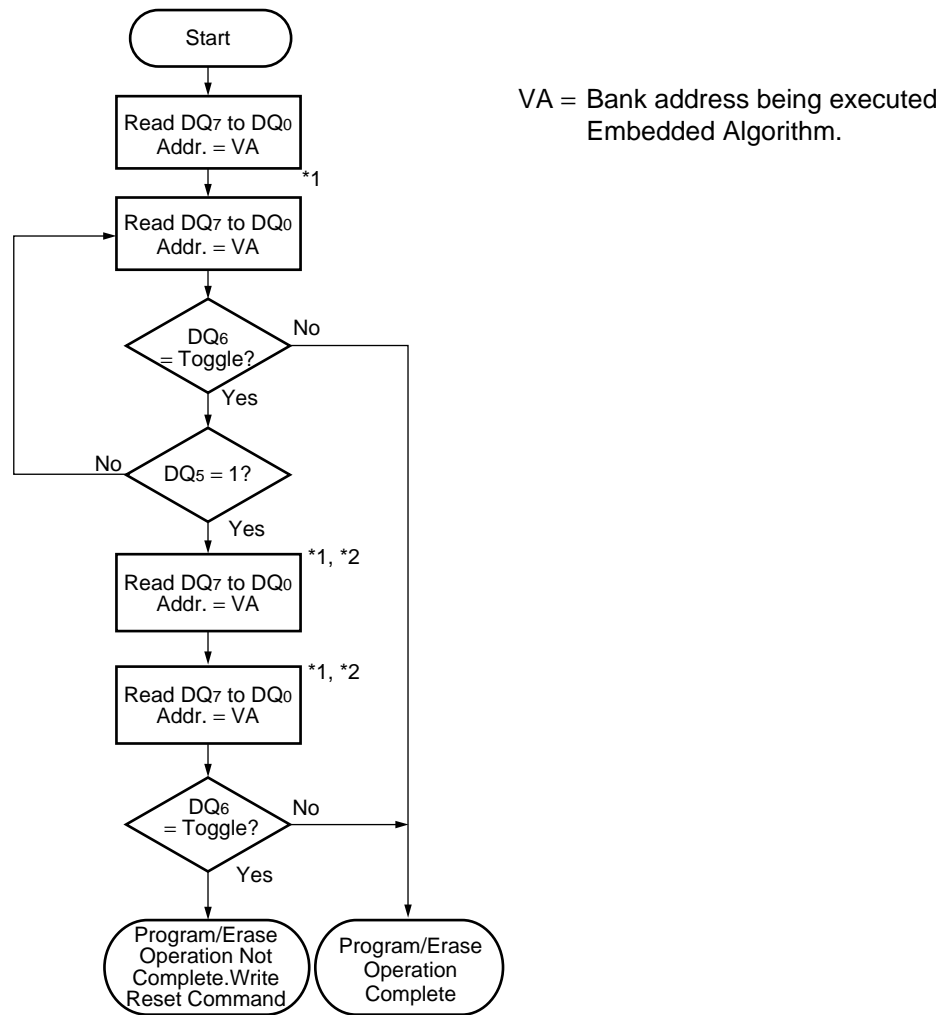 Start
VA = Bank address being executed
Embedded Algorithm.
Read DQ7 to DQ0
Addr. = VA
*1
Read DQ7 to DQ0
Addr. = VA
DQ6
= Toggle?
No
Yes
No
DQ5 = 1?
Yes
*1, *2
Read DQ7 to DQ0
Addr. = VA
*1, *2
Read DQ7 to DQ0
Addr. = VA
DQ6
= Toggle?
No
Yes
Program/Erase
Operation Not
Complete.Write
Reset Command
Program/Erase
Operation
Complete